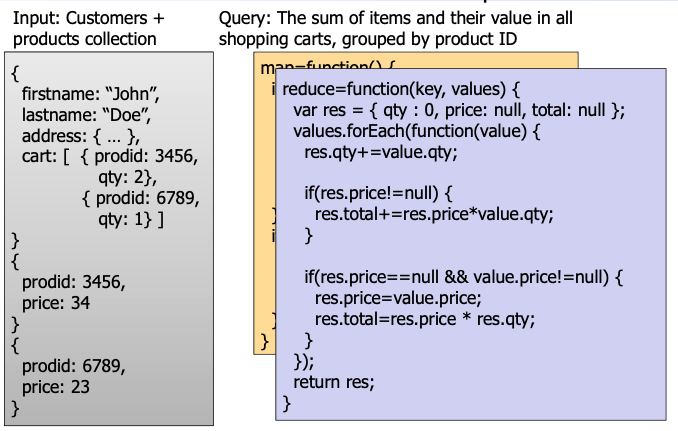 Input: Customers +
products collection
{
firstname: “John”,
lastname: “Doe”,
address: { … },
cart: [ { prodid: 3456,
qty: 2},
{ prodid: 6789,
qty: 1} ]
}
{
prodid: 3456,
price: 34
}
{
prodid: 6789,
price: 23
}
Query: The sum of items and their value in all
shopping carts, grouped by product ID
map=function() {
i
}
i
}
}
reduce=function(key, values) {
var res = { qty : 0, price: null, total: null };
values.forEach(function(value) {
res.qty+=value.qty;
if(res.price!=null) {
res.total+=res.price*value.qty;
}
if(res.price==null && value.price!=null) {
res.price=value.price;
res.total=res.price * res.qty;
}
});
return res;
}